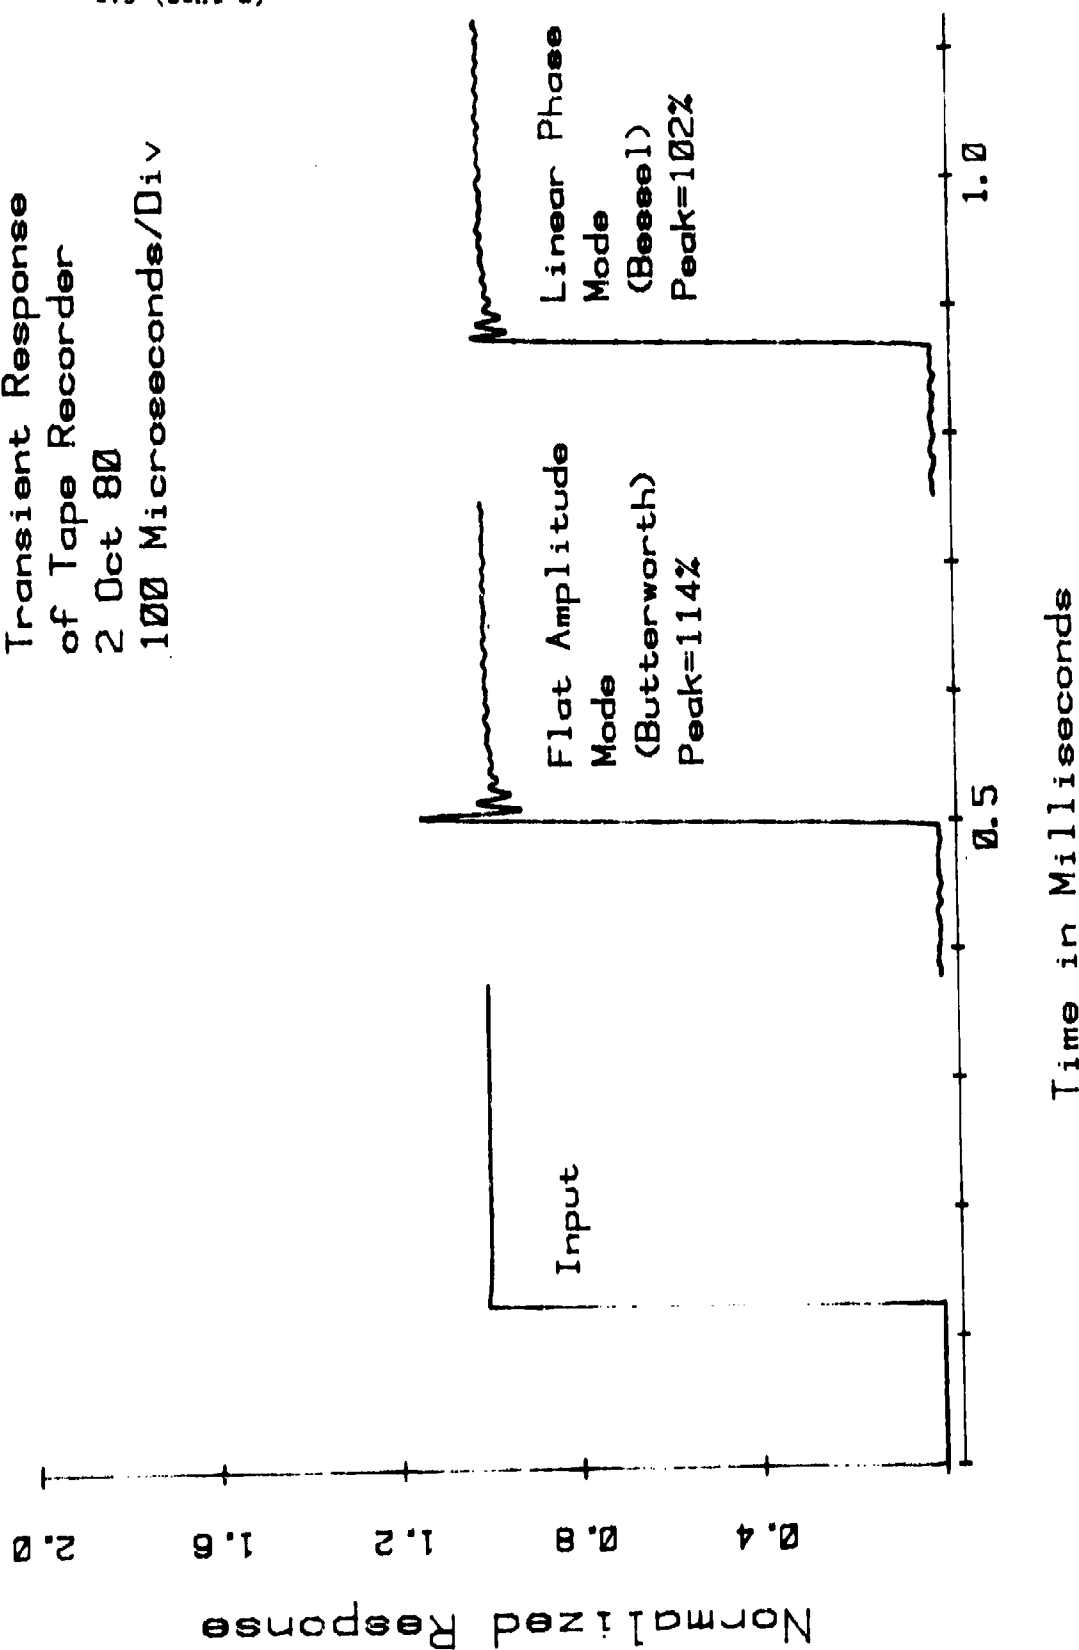 Transient Response
of Tape Recorder
2 Oct 80
100 Microseconds/Div
Linear Phase
Mode
(Bessel)
Peak=102%
Flat Amplitude
Mode
(Butterworth)
Peak=114%
Input
2.0
1.6
1.2
0.8
0.4
Normalized Response
0.5
1.0
Time in Milliseconds